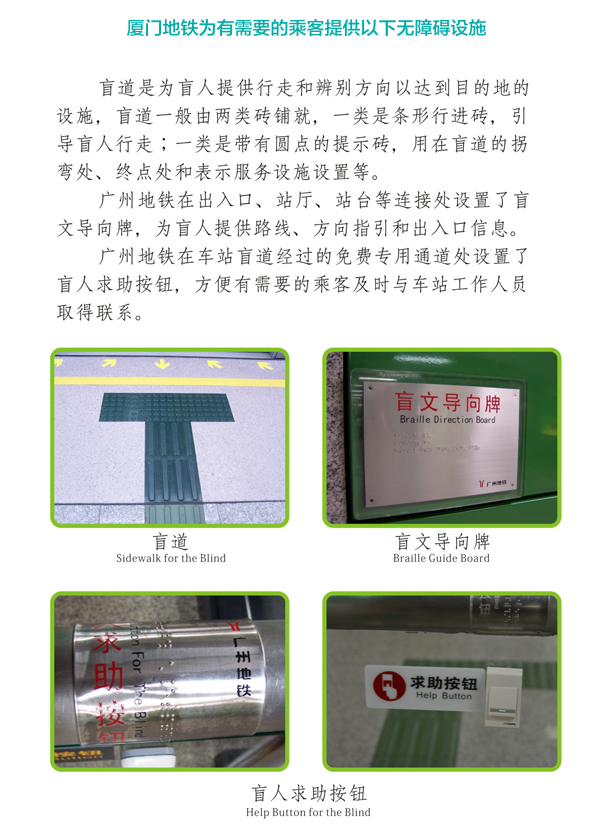 厦门地铁为有需要的乘客提供以下无障碍设施
盲道是为盲人提供行走和辨别方向以达到目的地的
设施，盲道一般由两类砖铺就，一类是条形行进砖，引
导盲人行走；一类是带有圆点的提示砖，用在盲道的拐
弯处、终点处和表示服务设施设置等。
广州地铁在出入口、站厅、站台等连接处设置了盲
文导向牌，为盲人提供路线、方向指引和出入口信息。
广州地铁在车站盲道经过的免费专用通道处设置了
盲人求助按钮，方便有需要的乘客及时与车站工作人员
取得联系。
盲文导向牌
Braille Direction Board
广州地铁
盲道
Sidewalk for the Blind
盲文导向牌
Braille Guide Board
求助按钮
For The Blind
广州地铁
按钮
求助按钮
Help Button
盲人求助按钮
Help Button for the Blind